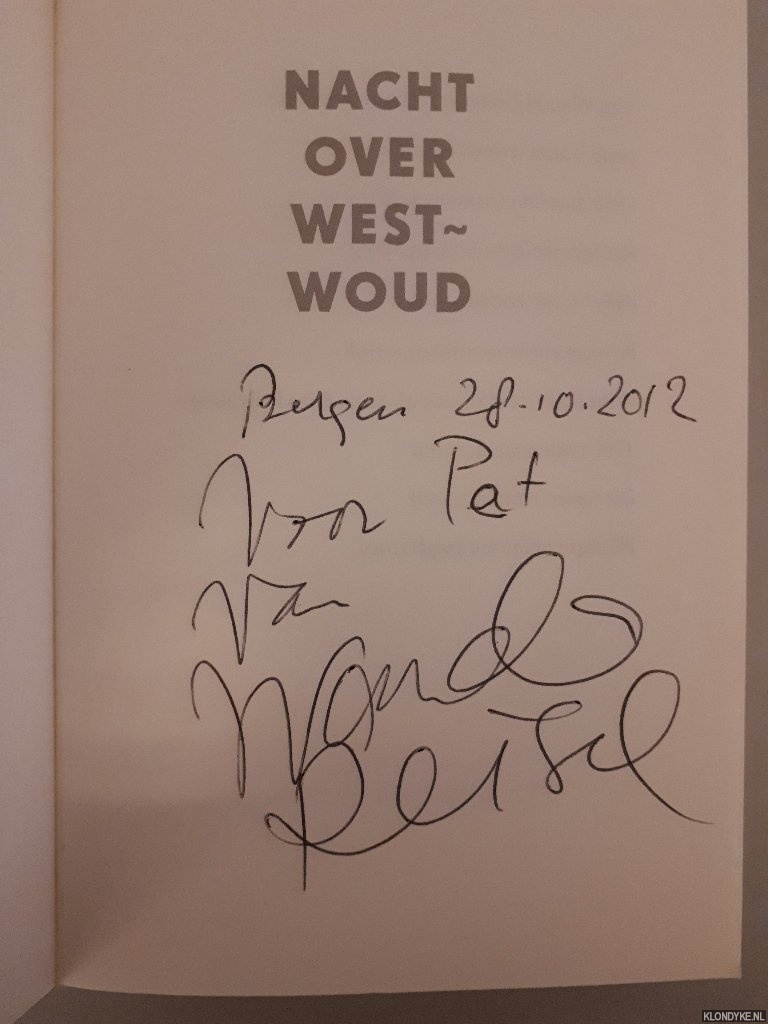 NACHT
OVER
WEST~
WOUD
Bergen 28.10.2012
Voor Pat
Van
Wanda
Reisel
KLONDYKE.NL